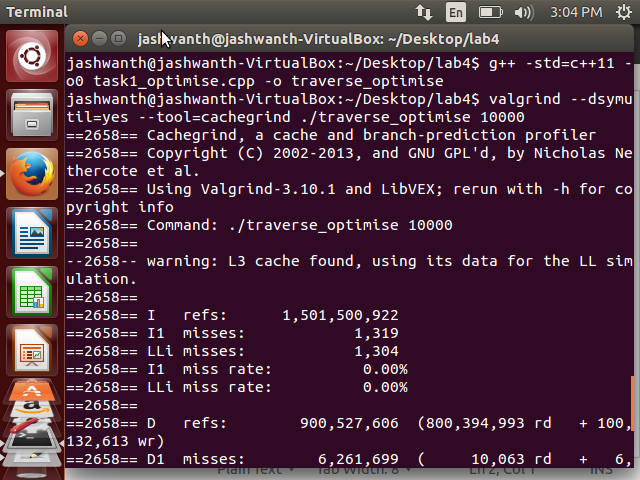 Terminal
En
3:04 PM
jashwanth@jashwanth-VirtualBox: ~/Desktop/lab4
jashwanth@jashwanth-VirtualBox:~/Desktop/lab4$ g++ -std=c++11 -
o0 task1_optimise.cpp -o traverse_optimise
jashwanth@jashwanth-VirtualBox:~/Desktop/lab4$ valgrind --dsymu
til=yes --tool=cachegrind ./traverse_optimise 10000
==2658== Cachegrind, a cache and branch-prediction profiler
==2658== Copyright (C) 2002-2013, and GNU GPL'd, by Nicholas Ne
thercote et al.
==2658== Using Valgrind-3.10.1 and LibVEX; rerun with -h for co
pyright info
==2658== Command: ./traverse_optimise 10000
==2658==
--2658-- warning: L3 cache found, using its data for the LL sim
ulation.
==2658==
==2658== I   refs:      1,501,500,922
==2658== I1  misses:            1,319
==2658== LLi misses:            1,304
==2658== I1  miss rate:          0.00%
==2658== LLi miss rate:          0.00%
==2658==
==2658== D   refs:        900,527,606  (800,394,993 rd   + 100,
132,613 wr)
==2658== D1  misses:        6,261,699  (     10,063 rd   +   6,
Plain Text Tab Width: 8 Ln 2, Col 1 INS